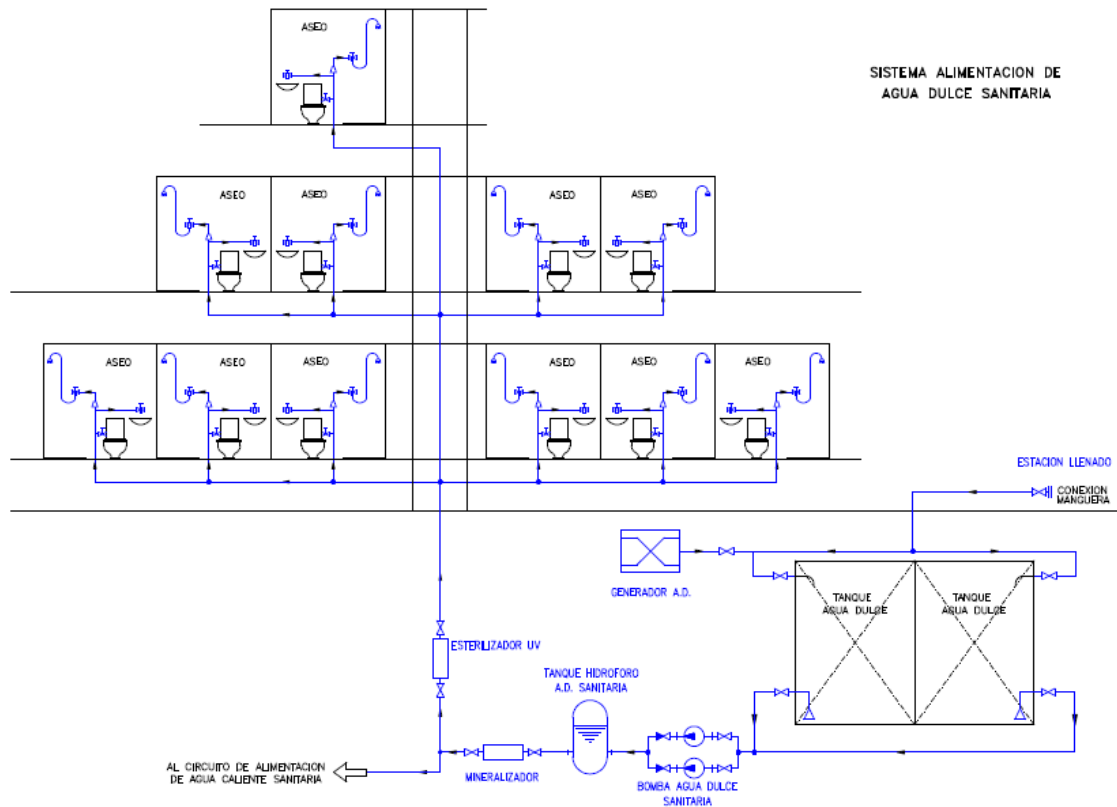 ASEO
SISTEMA ALIMENTACION DE
AGUA DULCE SANITARIA
ASEO
ASEO
ASEO
ASEO
ASEO
ASEO
ASEO
ASEO
ASEO
ASEO
ESTACION LLENADO
CONEXION
MANGUERA
GENERADOR A.D.
TANQUE
AGUA DULCE
TANQUE
AGUA DULCE
ESTERILIZADOR UV
TANQUE HIDROFORO
A.D. SANITARIA
AL CIRCUITO DE ALIMENTACION
DE AGUA CALIENTE SANITARIA
MINERALIZADOR
BOMBA AGUA DULCE
SANITARIA